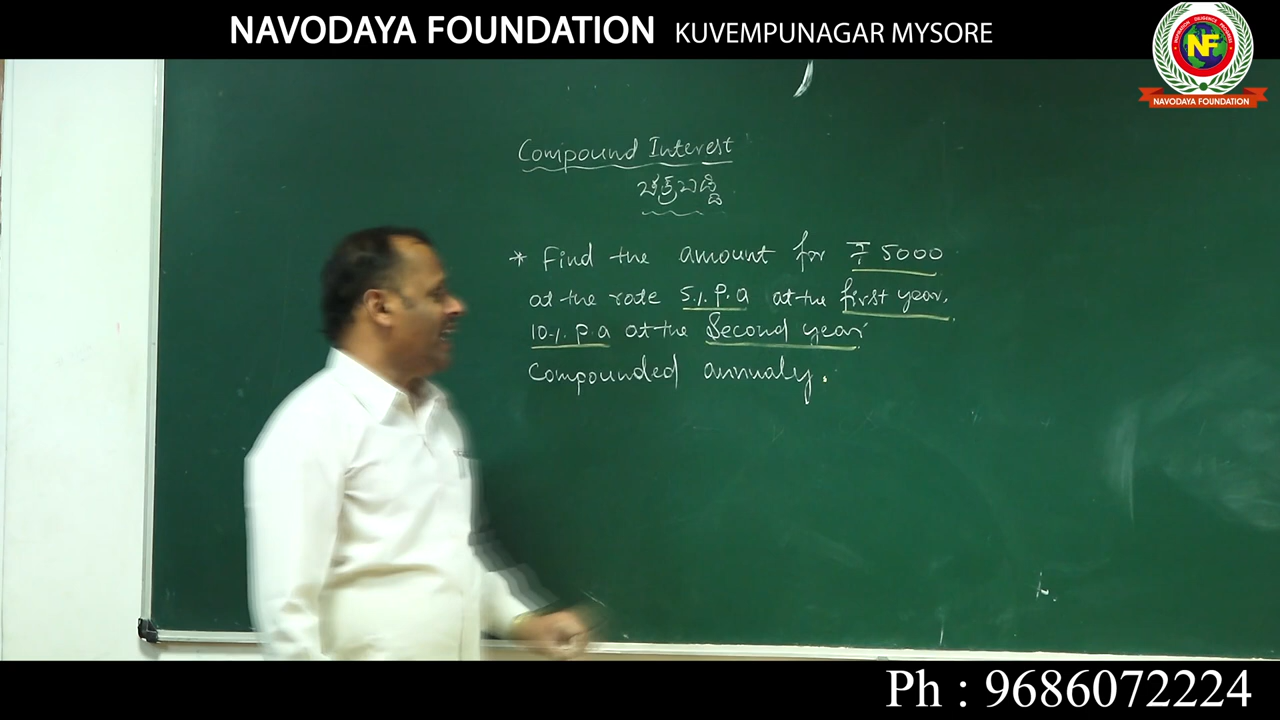 NAVODAYA FOUNDATION KUVEMPUNAGAR MYSORE
NF
NAVODAYA FOUNDATION
Compound Interest
ಚಕ್ರಬಡ್ಡಿ
* Find the amount for ₹ 5000
at the rate 5% P.a at the first year,
10% P.a at the Second year
Compounded annualy.
Ph : 9686072224